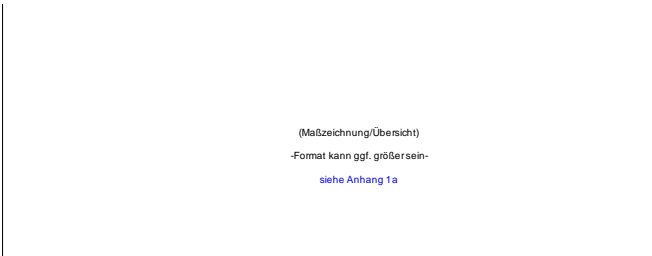 (Maßzeichnung/Übersicht)
-Format kann ggf. größer sein-
siehe Anhang 1a